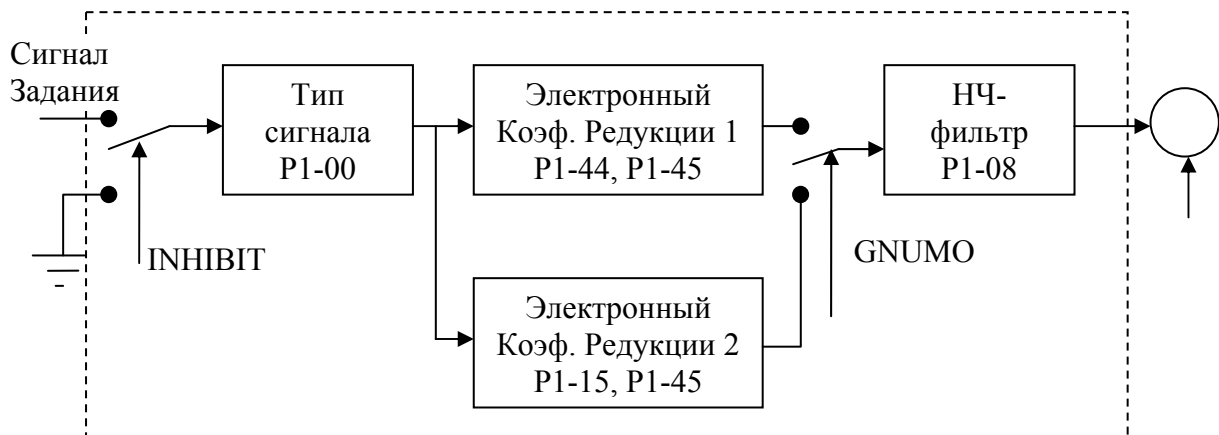 Сигнал
Задания
Тип
сигнала
P1-00
Электронный
Коэф. Редукции 1
P1-44, P1-45
НЧ-
фильтр
P1-08
INHIBIT
GNUMO
Электронный
Коэф. Редукции 2
P1-15, P1-45